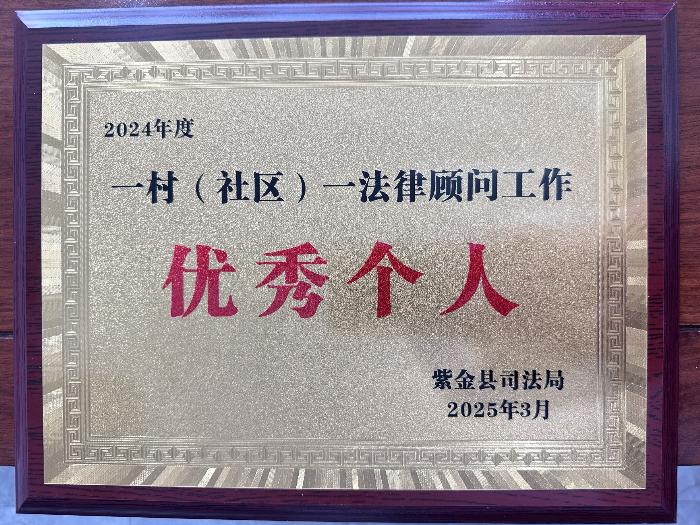 2024年度
一村（社区）一法律顾问工作
优秀个人
紫金县司法局
2025年3月